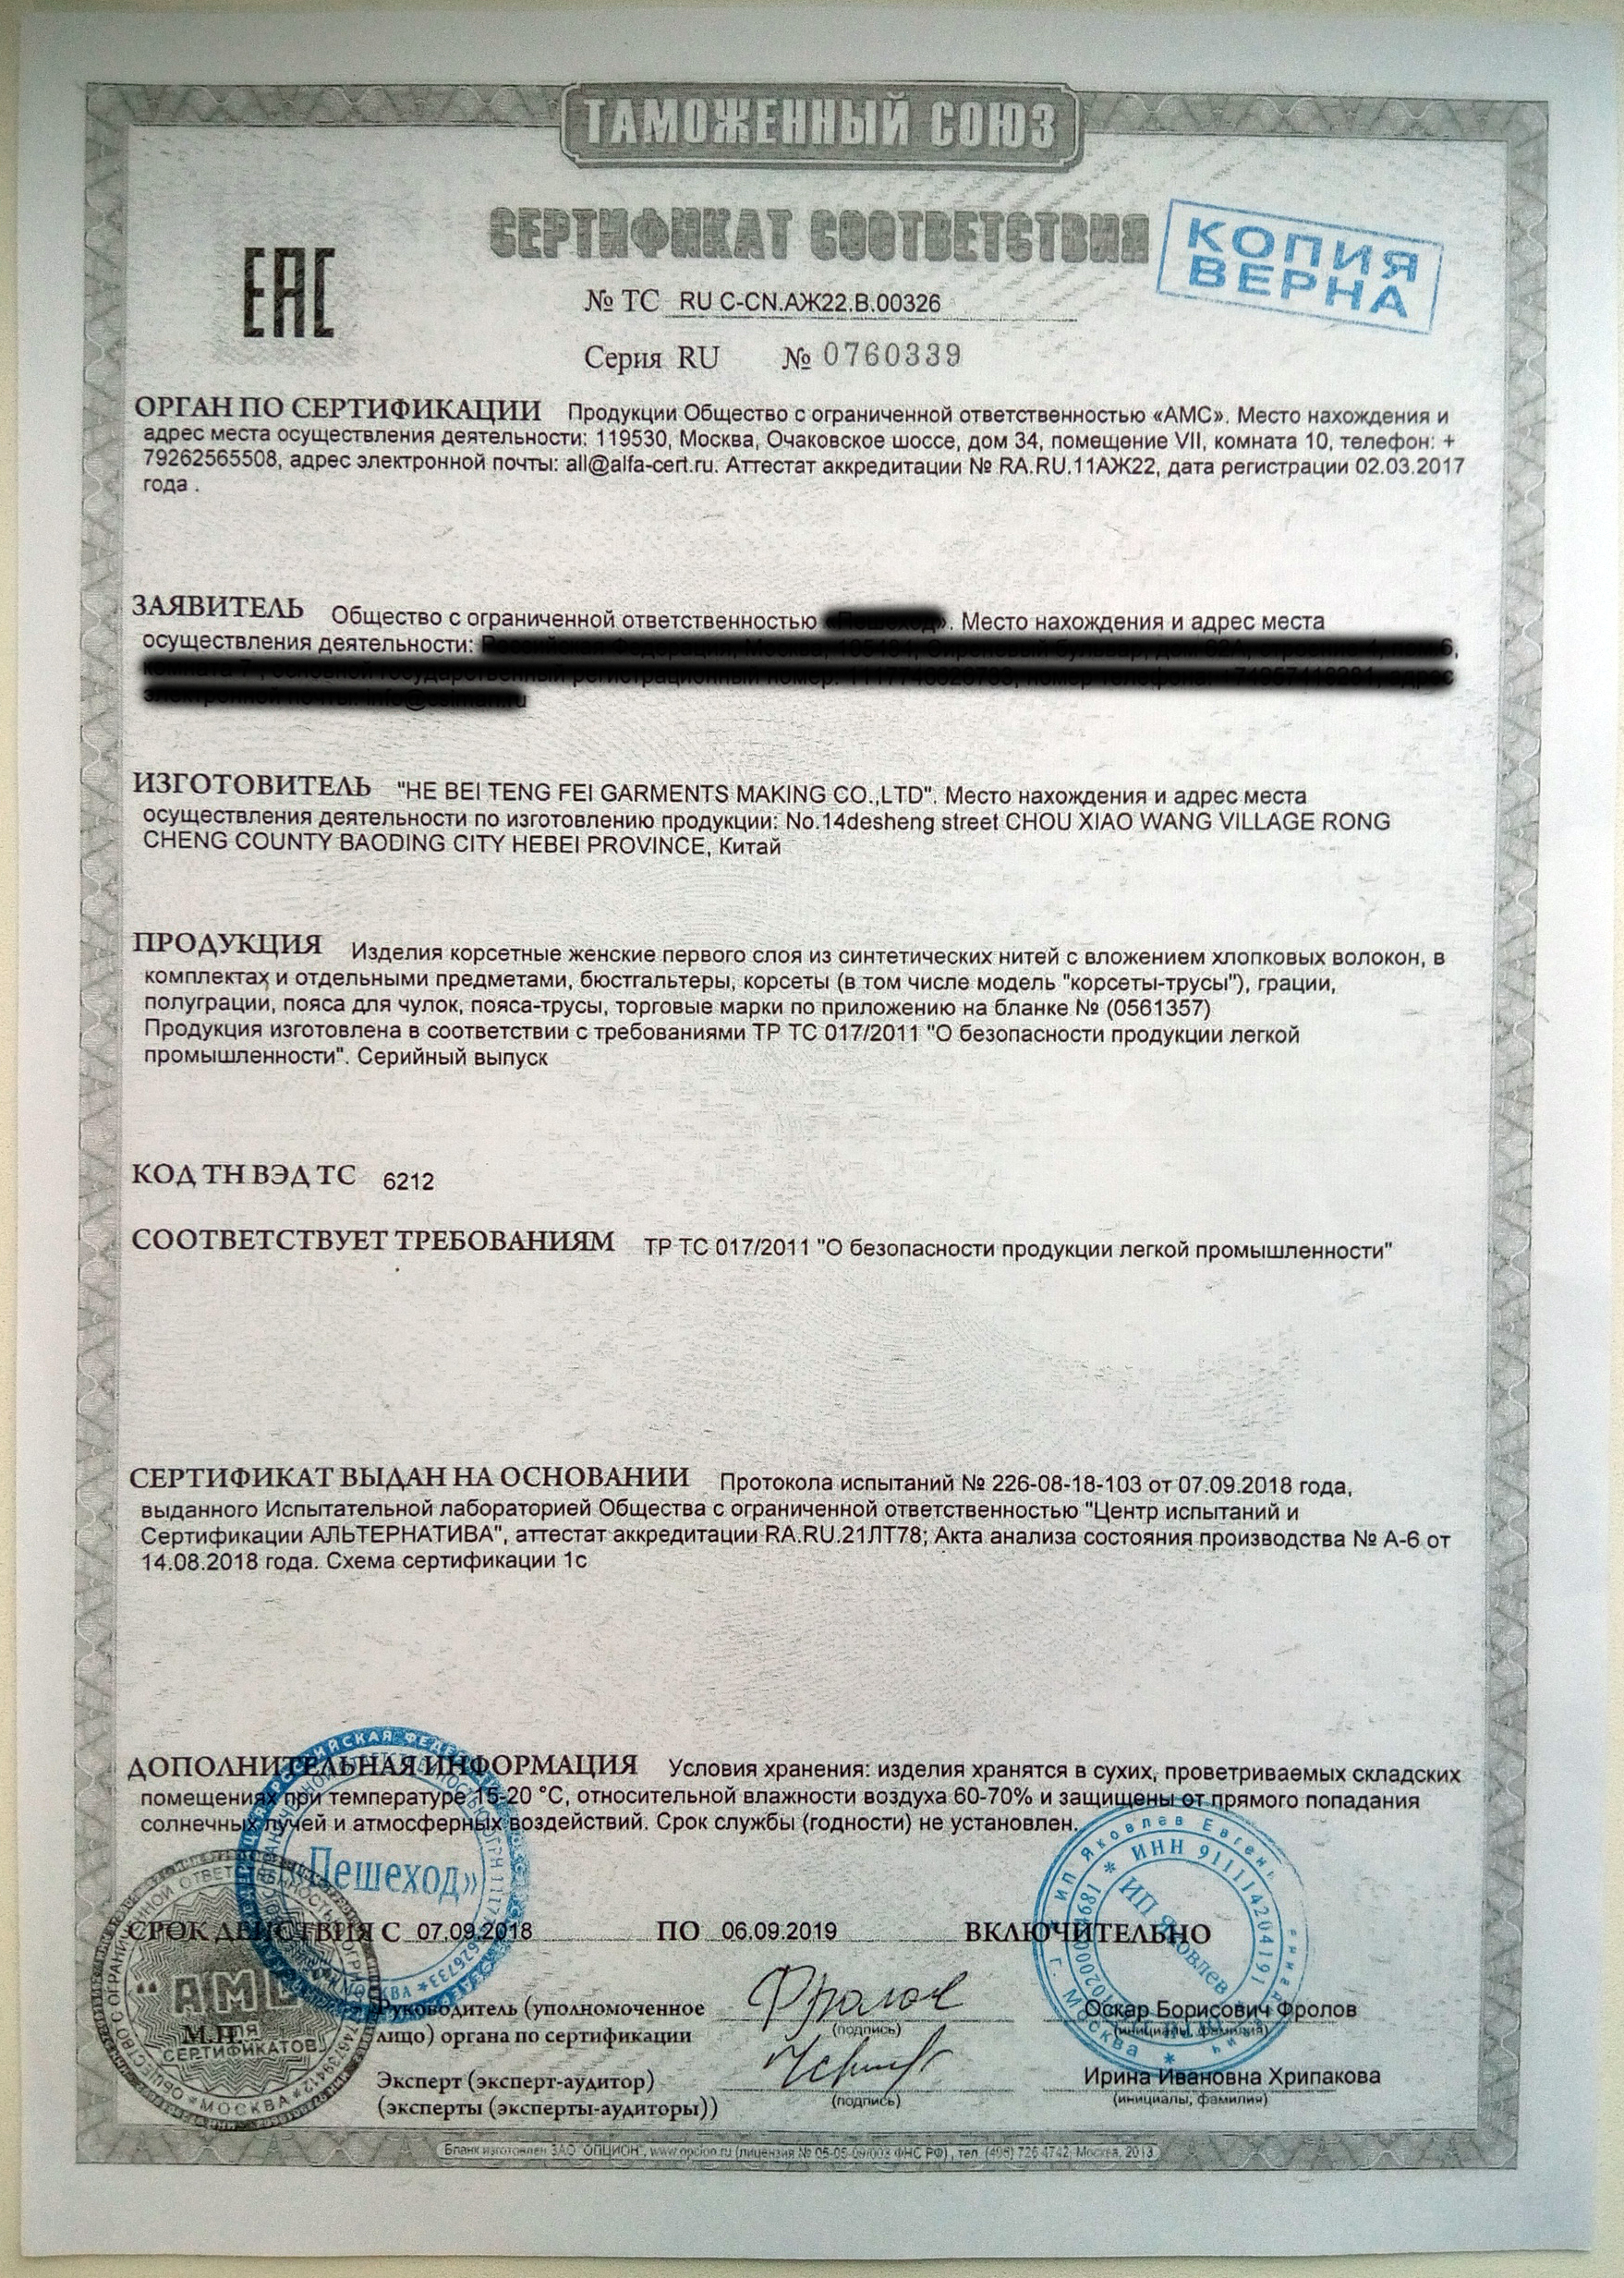 ТАМОЖЕННЫЙ СОЮЗ
СЕРТИФИКАТ СООТВЕТСТВИЯ
КОПИЯ
ВЕРНА
ЕАС
№ ТС RU C-CN.АЖ22.В.00326
Серия RU № 0760339
ОРГАН ПО СЕРТИФИКАЦИИ Продукции Общество с ограниченной ответственностью «АМС». Место нахождения и
адрес места осуществления деятельности: 119530, Москва, Очаковское шоссе, дом 34, помещение VII, комната 10, телефон: +
79262565508, адрес электронной почты: all@alfa-cert.ru. Аттестат аккредитации № RA.RU.11АЖ22, дата регистрации 02.03.2017
года .
ЗАЯВИТЕЛЬ Общество с ограниченной ответственностью . Место нахождения и адрес места
осуществления деятельности:
ИЗГОТОВИТЕЛЬ "HE BEI TENG FEI GARMENTS MAKING CO.,LTD". Место нахождения и адрес места
осуществления деятельности по изготовлению продукции: No.14desheng street CHOU XIAO WANG VILLAGE RONG
CHENG COUNTY BAODING CITY HEBEI PROVINCE, Китай
ПРОДУКЦИЯ Изделия корсетные женские первого слоя из синтетических нитей с вложением хлопковых волокон, в
комплектах и отдельными предметами, бюстгальтеры, корсеты (в том числе модель "корсеты-трусы"), грации,
полуграции, пояса для чулок, пояса-трусы, торговые марки по приложению на бланке № (0561357)
Продукция изготовлена в соответствии с требованиями ТР ТС 017/2011 "О безопасности продукции легкой
промышленности". Серийный выпуск
КОД ТН ВЭД ТС 6212
СООТВЕТСТВУЕТ ТРЕБОВАНИЯМ ТР ТС 017/2011 "О безопасности продукции легкой промышленности"
СЕРТИФИКАТ ВЫДАН НА ОСНОВАНИИ Протокола испытаний № 226-08-18-103 от 07.09.2018 года,
выданного Испытательной лабораторией Общества с ограниченной ответственностью "Центр испытаний и
Сертификации АЛЬТЕРНАТИВА", аттестат аккредитации RA.RU.21ЛТ78; Акта анализа состояния производства № А-6 от
14.08.2018 года. Схема сертификации 1с
ДОПОЛНИТЕЛЬНАЯ ИНФОРМАЦИЯ Условия хранения: изделия хранятся в сухих, проветриваемых складских
помещениях при температуре 15-20 °С, относительной влажности воздуха 60-70% и защищены от прямого попадания
солнечных лучей и атмосферных воздействий. Срок службы (годности) не установлен.
«Пешеход»
ИП Яковлев Евгений
ИНН 911114204191
ИП Яковлев
г. Москва
СРОК ДЕЙСТВИЯ С 07.09.2018 ПО 06.09.2019 ВКЛЮЧИТЕЛЬНО
"АМС"
ДЛЯ
СЕРТИФИКАТОВ
МОСКВА
М.П.
Руководитель (уполномоченное
лицо) органа по сертификации
Фролов
(подпись)
Оскар Борисович Фролов
(инициалы, фамилия)
Эксперт (эксперт-аудитор)
(эксперты (эксперты-аудиторы))
(подпись)
Ирина Ивановна Хрипакова
(инициалы, фамилия)
Бланк изготовлен ЗАО "ОПЦИОН", www.opcion.ru (лицензия № 05-05-09/003 ФНС РФ), тел. (495) 726 4742, Москва, 2013